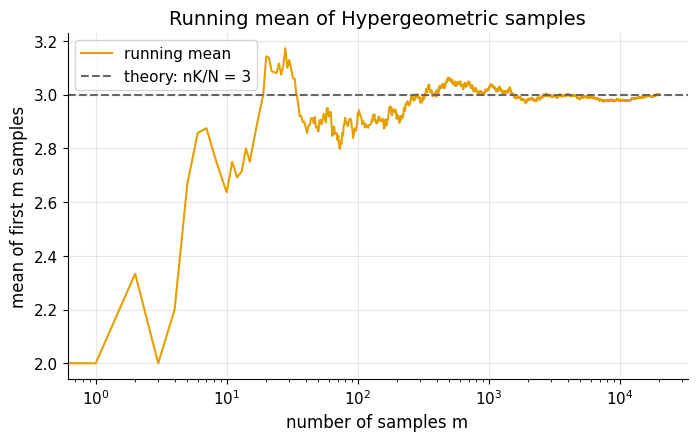 Running mean of Hypergeometric samples
running mean
theory: nK/N = 3
mean of first m samples
3.2
3.0
2.8
2.6
2.4
2.2
2.0
10⁰
10¹
10²
10³
10⁴
number of samples m